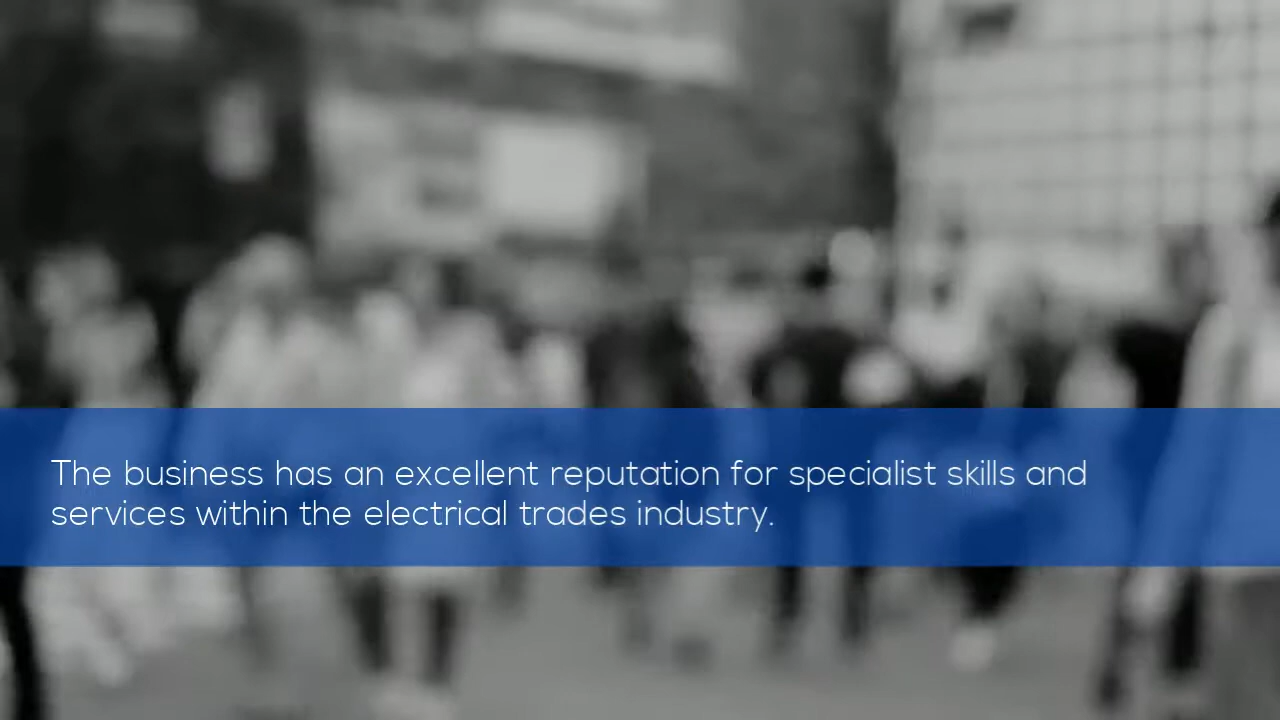 The business has an excellent reputation for specialist skills and
services within the electrical trades industry.